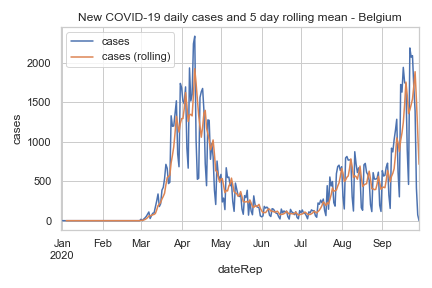 New COVID-19 daily cases and 5 day rolling mean - Belgium
cases
cases (rolling)
cases
2000
1500
1000
500
0
Jan Feb Mar Apr May Jun Jul Aug Sep
2020
dateRep